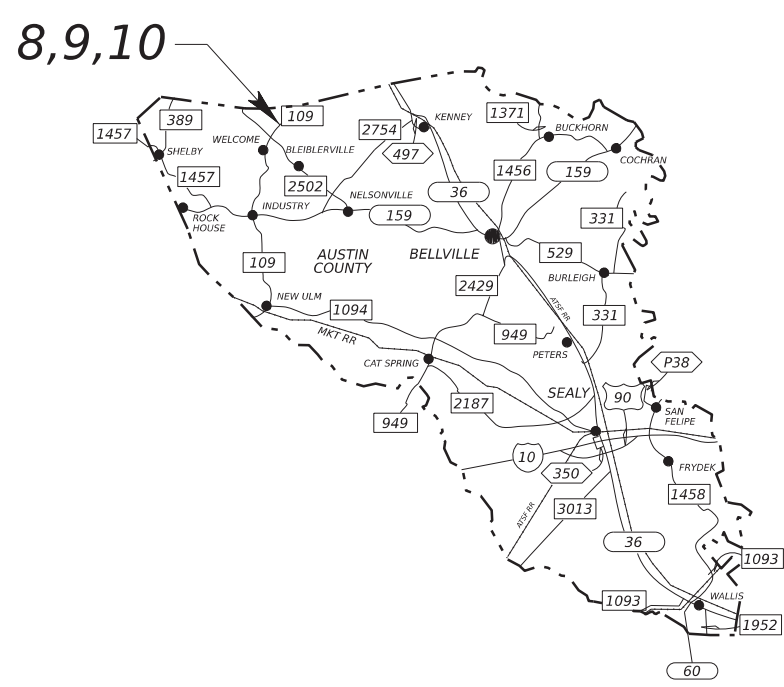 8,9,10
109
389
1371
KENNEY
2754
1457
BUCKHORN
WELCOME
BLEIBLERVILLE
SHELBY
497
COCHRAN
1456
159
1457
2502
36
NELSONVILLE
INDUSTRY
159
331
ROCK
HOUSE
AUSTIN
COUNTY
BELLVILLE
529
109
BURLEIGH
2429
NEW ULM
1094
ATSF RR
331
MKT RR
949
PETERS
CAT SPRING
P38
SEALY
90
2187
SAN
FELIPE
949
10
350
FRYDEK
1458
3013
ATSF RR
36
1093
1093
WALLIS
1952
60